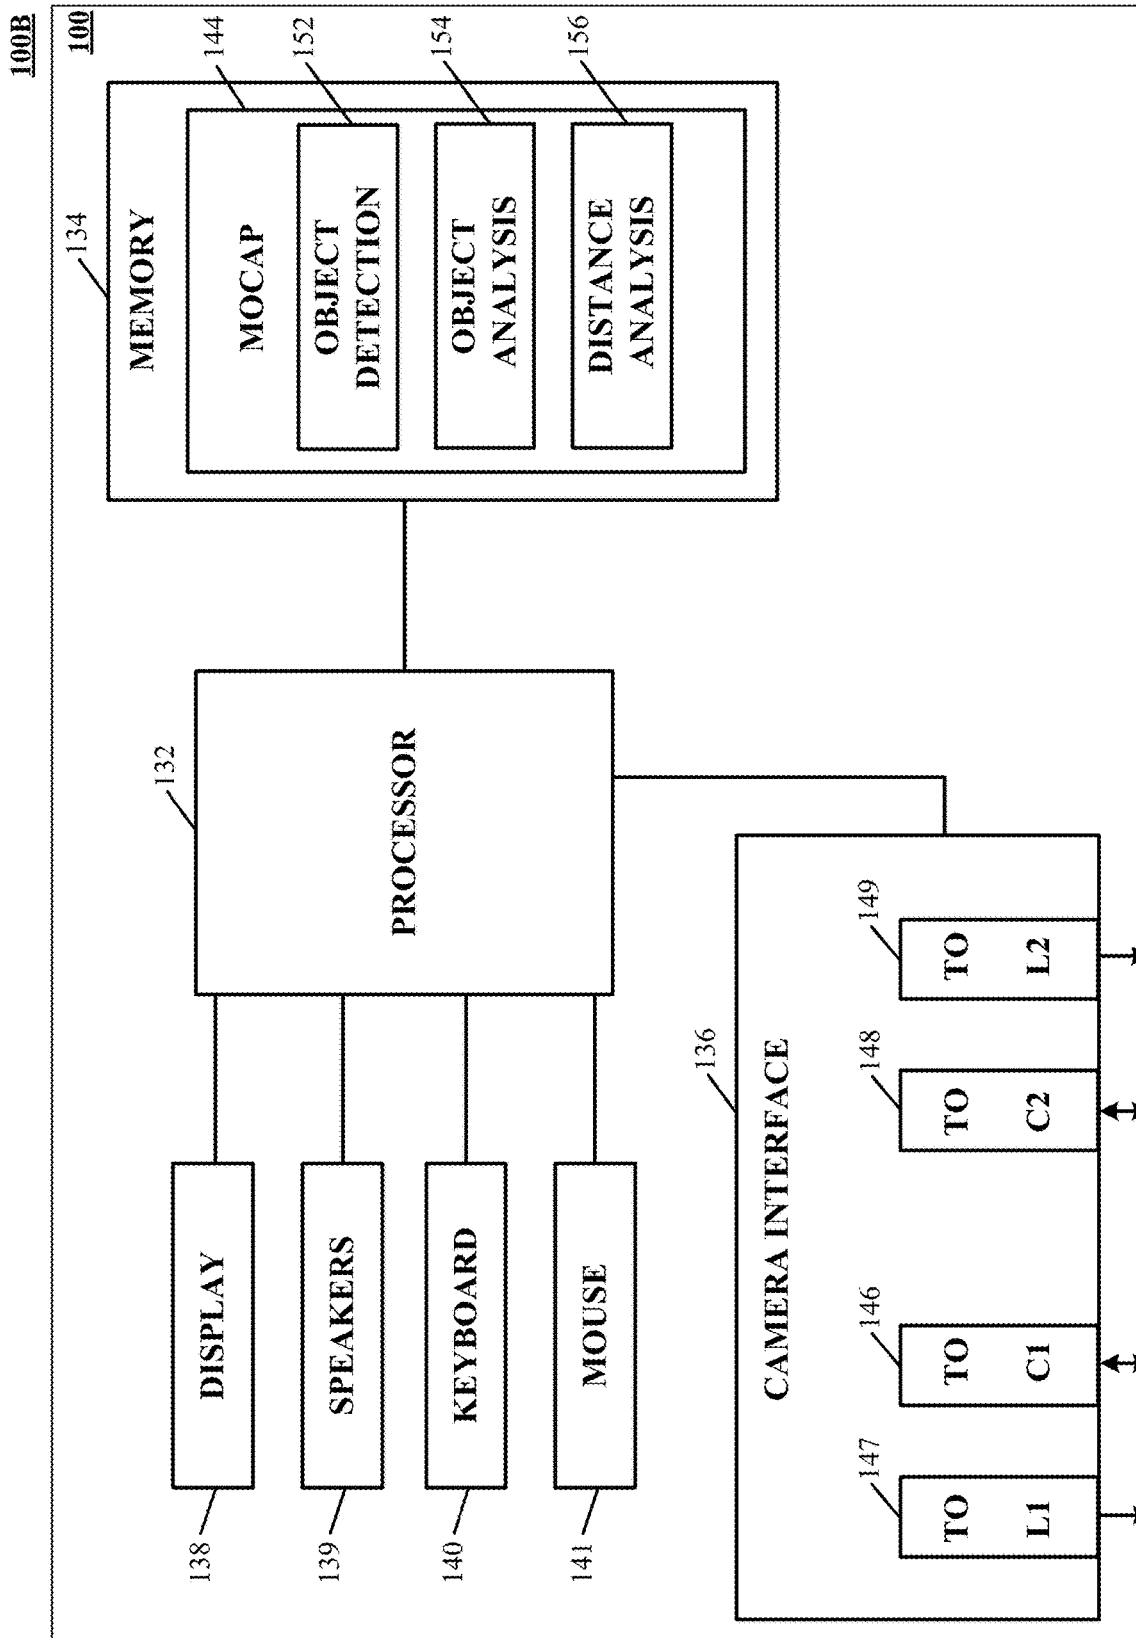 100B
100
138
DISPLAY
139
SPEAKERS
140
KEYBOARD
141
MOUSE
132
PROCESSOR
134
MEMORY
144
MOCAP
152
OBJECT
DETECTION
154
OBJECT
ANALYSIS
156
DISTANCE
ANALYSIS
136
CAMERA INTERFACE
147
TO
L1
146
TO
C1
148
TO
C2
149
TO
L2